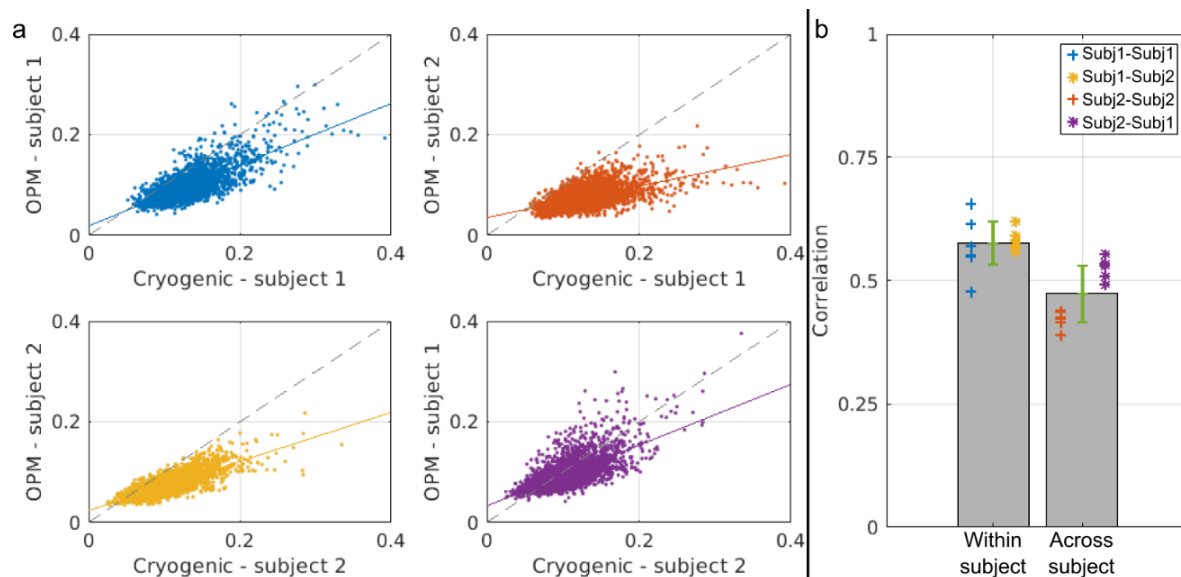 a
0.4
0.2
0
0
0.2
0.4
OPM - subject 1
Cryogenic - subject 1
0.4
0.2
0
0
0.2
0.4
OPM - subject 2
Cryogenic - subject 1
0.4
0.2
0
0
0.2
0.4
OPM - subject 2
Cryogenic - subject 2
0.4
0.2
0
0
0.2
0.4
OPM - subject 1
Cryogenic - subject 2
b
1
0.75
0.5
0.25
0
Correlation
Subj1-Subj1
Subj1-Subj2
Subj2-Subj2
Subj2-Subj1
Within
subject
Across
subject